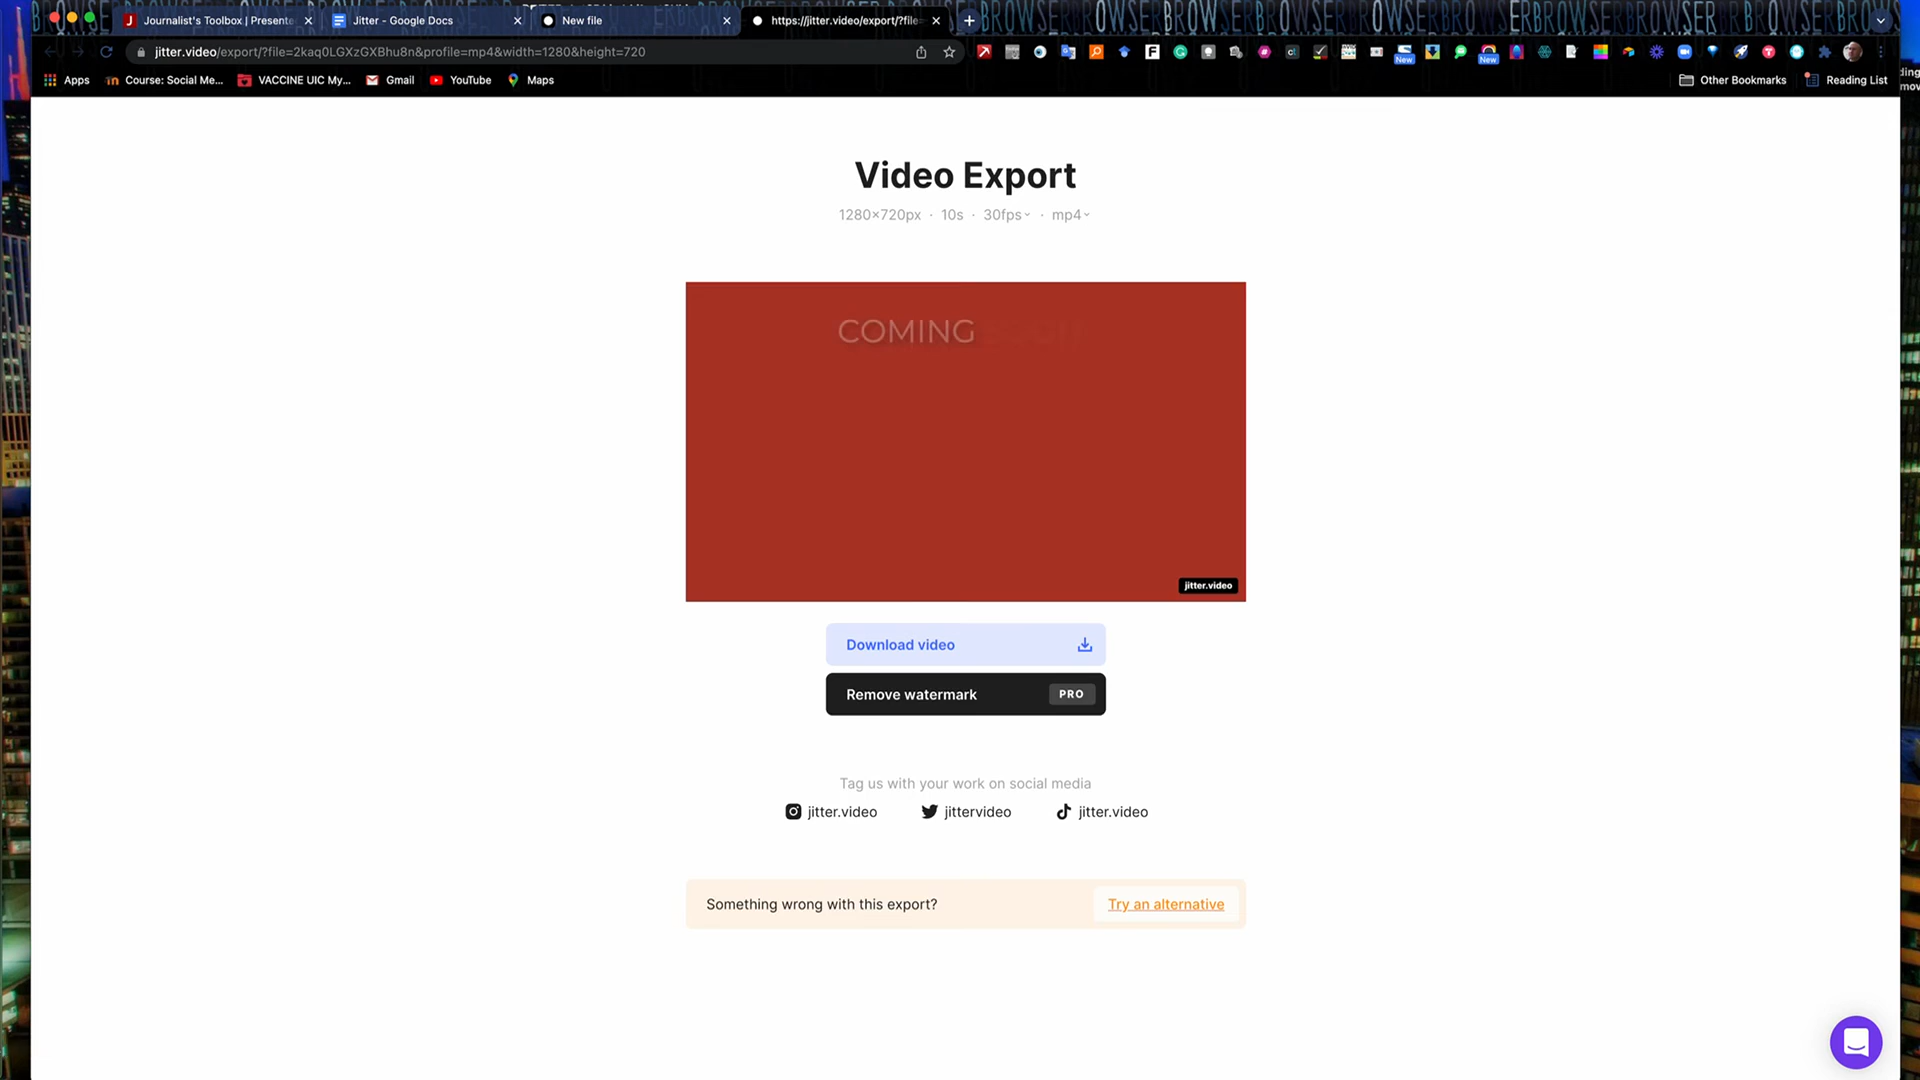 Journalist's Toolbox | Presente
Jitter - Google Docs
New file
https://jitter.video/export/?file=
jitter.video/export/?file=2kaq0LGXzGXBhu8n&profile=mp4&width=1280&height=720
New
New
Apps
Course: Social Me...
VACCINE UIC My...
Gmail
YouTube
Maps
Other Bookmarks
Reading List
Video Export
1280×720px · 10s · 30fps · mp4
COMING
jitter.video
Download video
Remove watermark PRO
Tag us with your work on social media
jitter.video jittervideo jitter.video
Something wrong with this export? Try an alternative